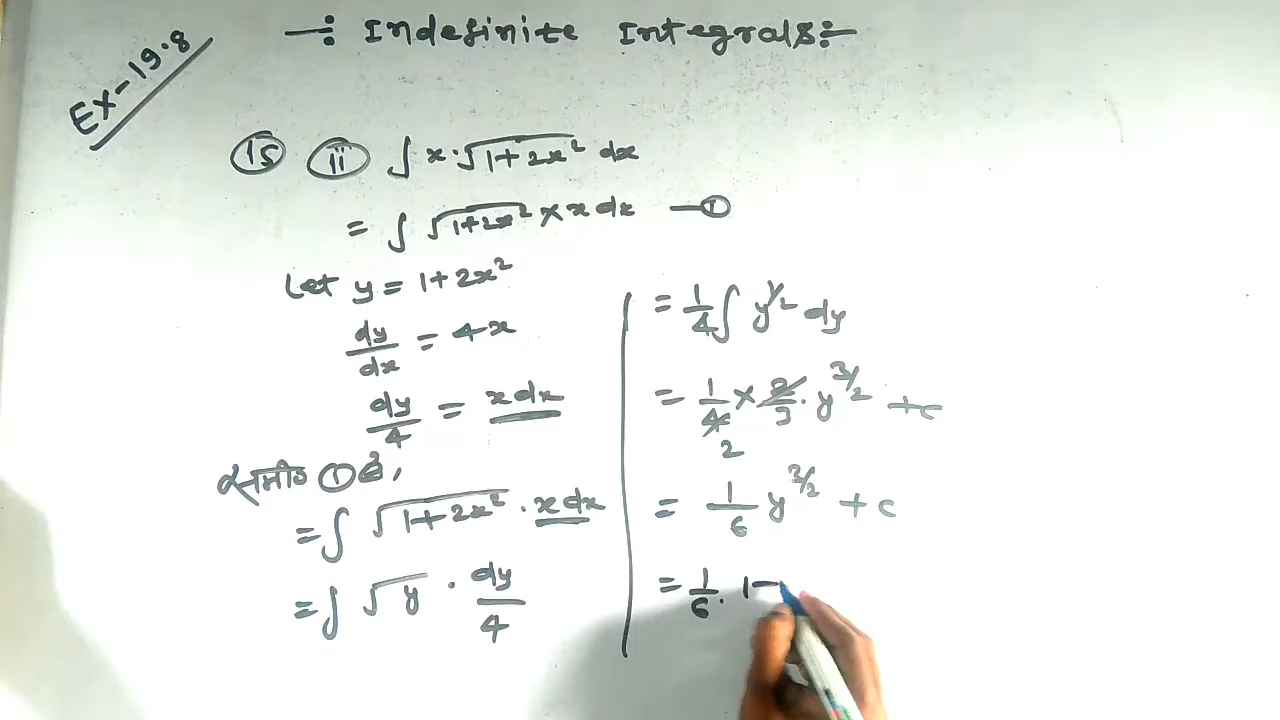 -: Indefinite Integrals:-
EX-19.8
15 ii ∫ x·√(1+2x²) dx
= ∫ √(1+2x²) × x dx —①
Let y = 1+2x²
dy/dx = 4x
dy/4 = x dx
① से,
= ∫ √(1+2x²) · x dx
= ∫ √y · dy/4
= 1/4 ∫ y^1/2 dy
= 1/4 2 × 2/3 · y^3/2 + c
= 1/6 y^3/2 + c
= 1/6 · 1